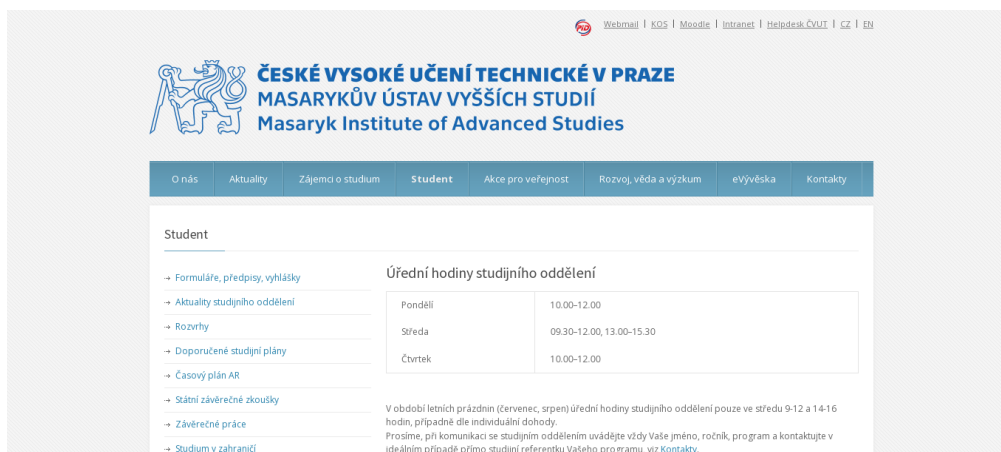 PID Webmail | KOS | Moodle | Intranet | Helpdesk ČVUT | CZ | EN
ČESKÉ VYSOKÉ UČENÍ TECHNICKÉ V PRAZE
MASARYKŮV ÚSTAV VYŠŠÍCH STUDIÍ
Masaryk Institute of Advanced Studies
O nás Aktuality Zájemci o studium Student Akce pro veřejnost Rozvoj, věda a výzkum eVývěska Kontakty
Student
Formuláře, předpisy, vyhlášky
Aktuality studijního oddělení
Rozvrhy
Doporučené studijní plány
Časový plán AR
Státní závěrečné zkoušky
Závěrečné práce
Studium v zahraničí
Úřední hodiny studijního oddělení
Pondělí 10.00–12.00
Středa 09.30–12.00, 13.00–15.30
Čtvrtek 10.00–12.00
V období letních prázdnin (červenec, srpen) úřední hodiny studijního oddělení pouze ve středu 9-12 a 14-16
hodin, případně dle individuální dohody.
Prosíme, při komunikaci se studijním oddělením uvádějte vždy Vaše jméno, ročník, program a kontaktujte v
ideálním případě přímo studijní referentku Vašeho programu, viz Kontakty.